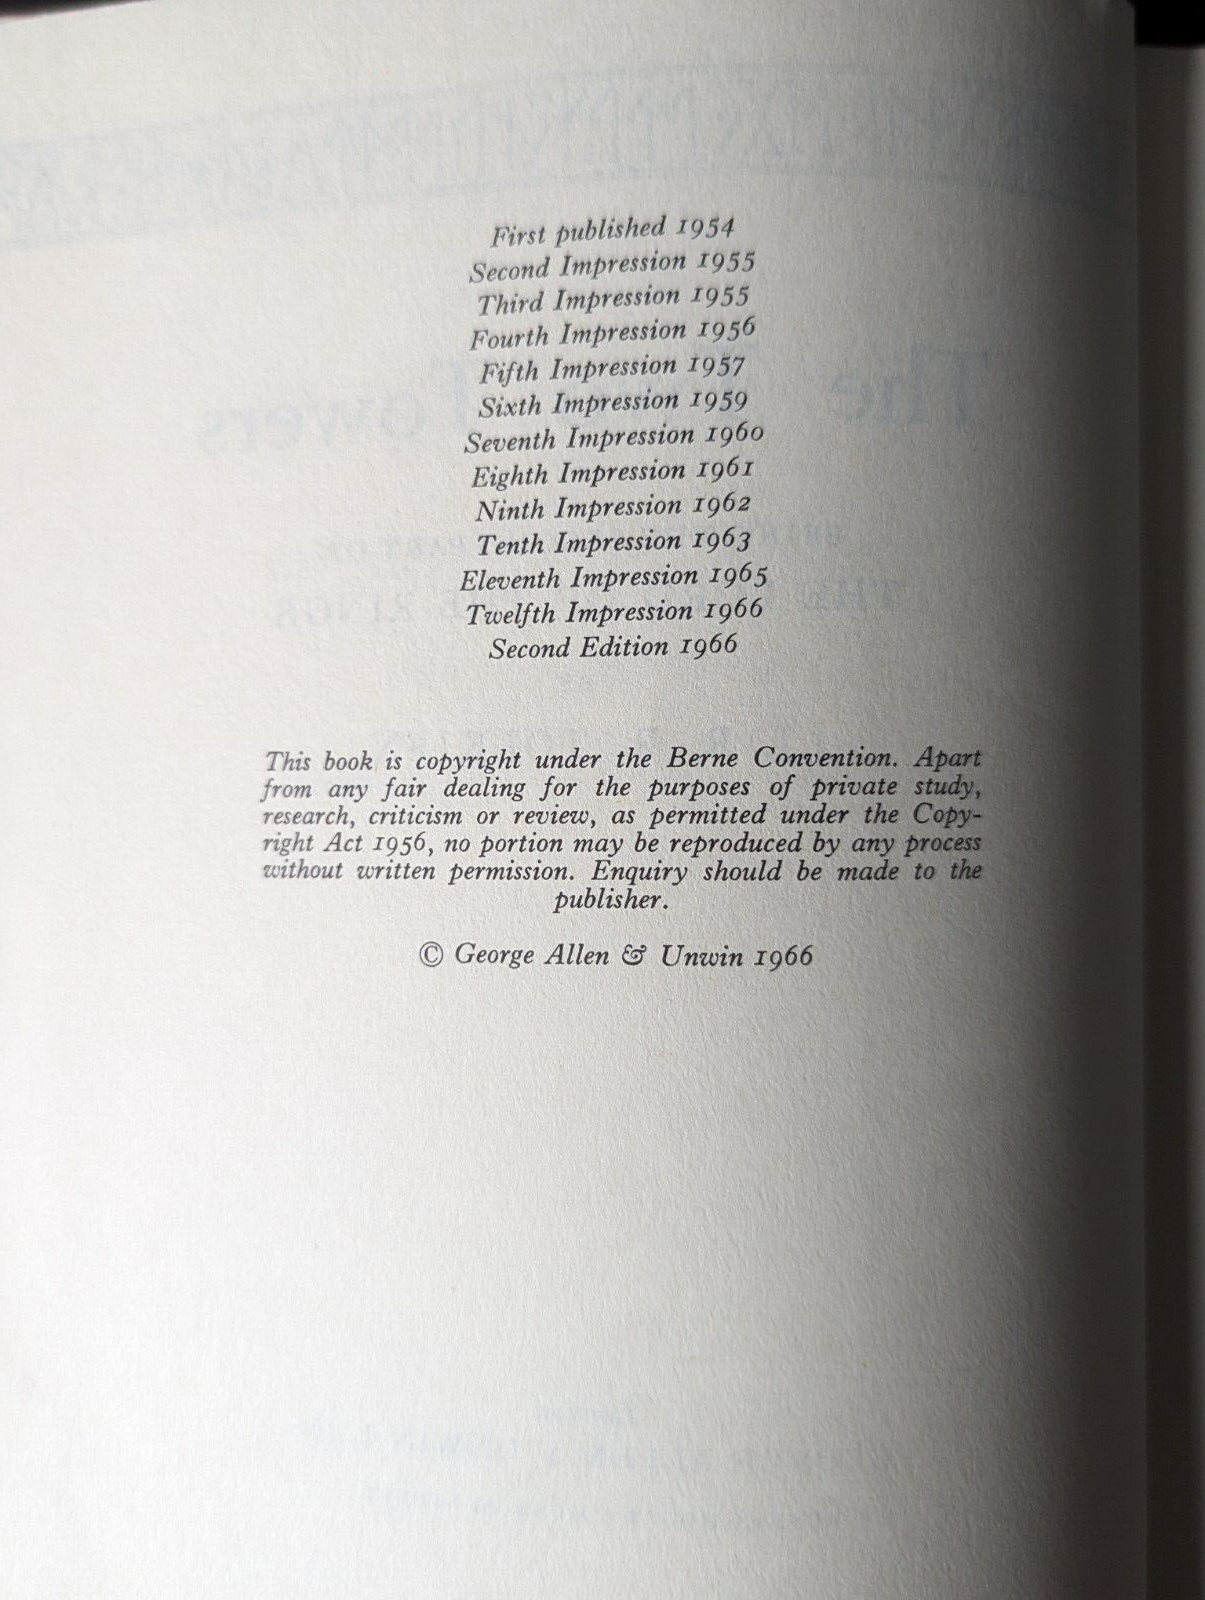 First published 1954
Second Impression 1955
Third Impression 1955
Fourth Impression 1956
Fifth Impression 1957
Sixth Impression 1959
Seventh Impression 1960
Eighth Impression 1961
Ninth Impression 1962
Tenth Impression 1963
Eleventh Impression 1965
Twelfth Impression 1966
Second Edition 1966
This book is copyright under the Berne Convention. Apart
from any fair dealing for the purposes of private study,
research, criticism or review, as permitted under the Copy-
right Act 1956, no portion may be reproduced by any process
without written permission. Enquiry should be made to the
publisher.
© George Allen & Unwin 1966